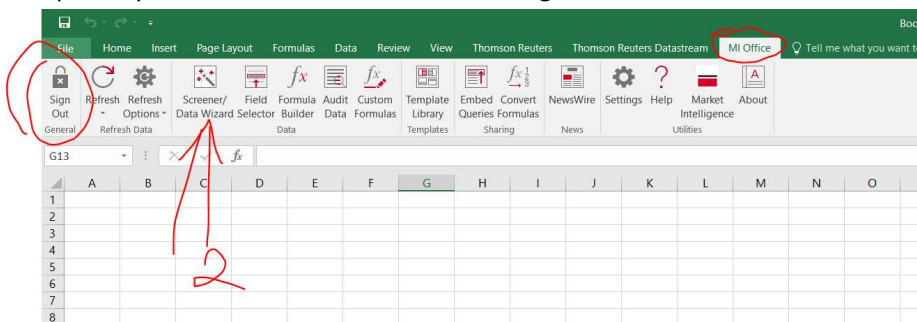 Boo
File Home Insert Page Layout Formulas Data Review View Thomson Reuters Thomson Reuters Datastream MI Office Tell me what you want to
Sign Out
Refresh
Refresh Options
Screener/ Data Wizard
Field Selector
Formula Builder
Audit Data
Custom Formulas
Template Library
Embed Queries
Convert Formulas
NewsWire
Settings
Help
Market Intelligence
About
General Refresh Data Data Templates Sharing News Utilities
G13 fx
A B C D E F G H I J K L M N O
1
2
3
4
5
6
7
8
2